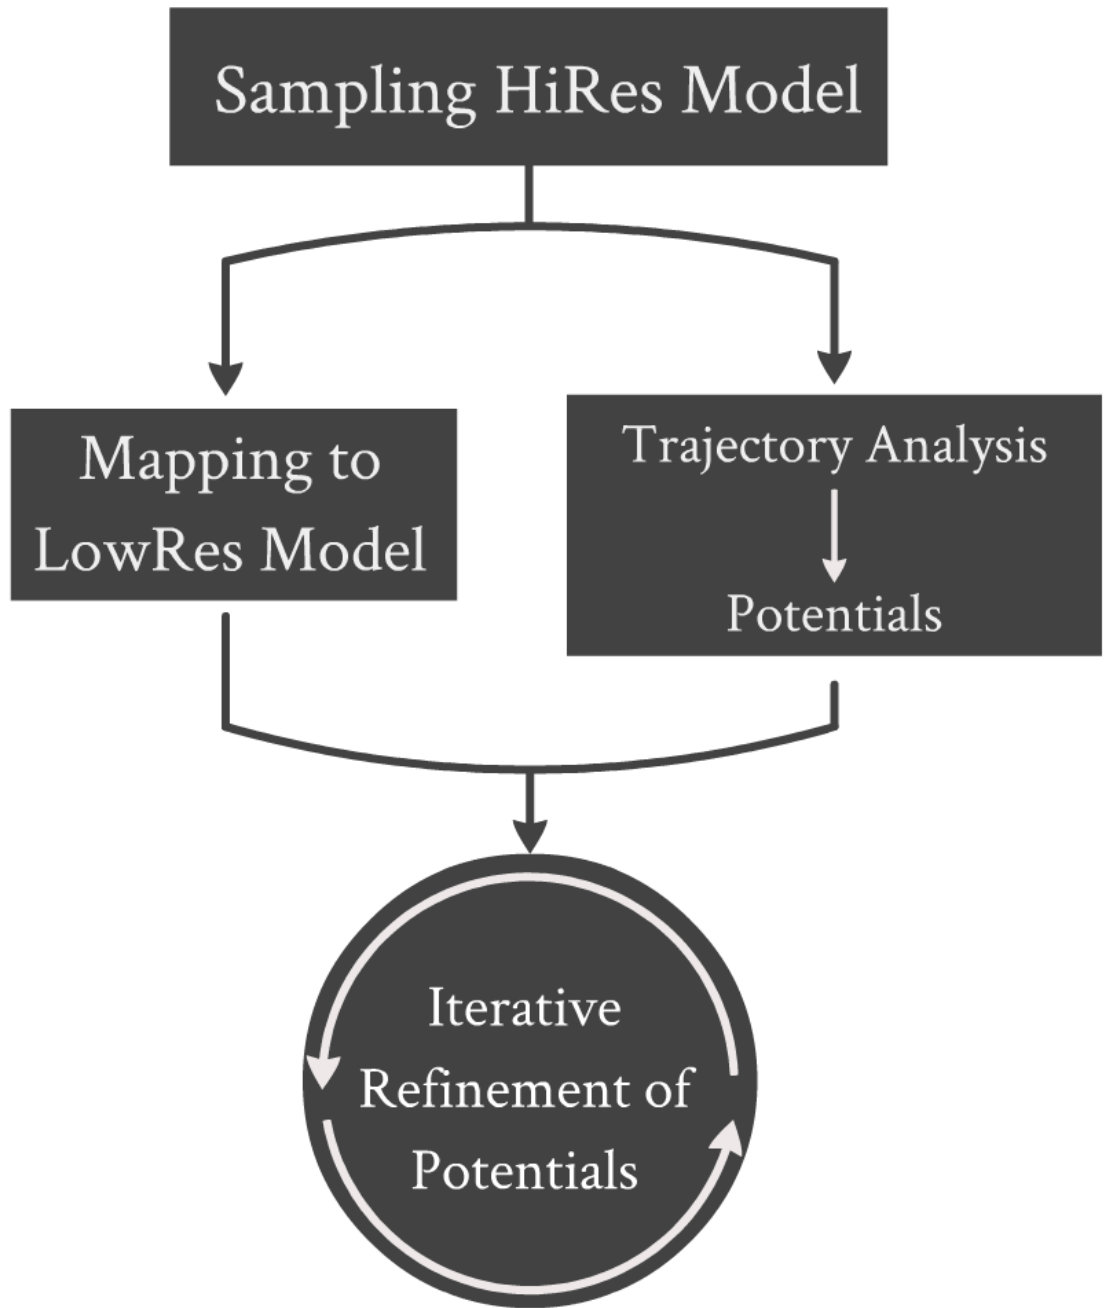 Sampling HiRes Model
Mapping to
LowRes Model
Trajectory Analysis
Potentials
Iterative
Refinement of
Potentials